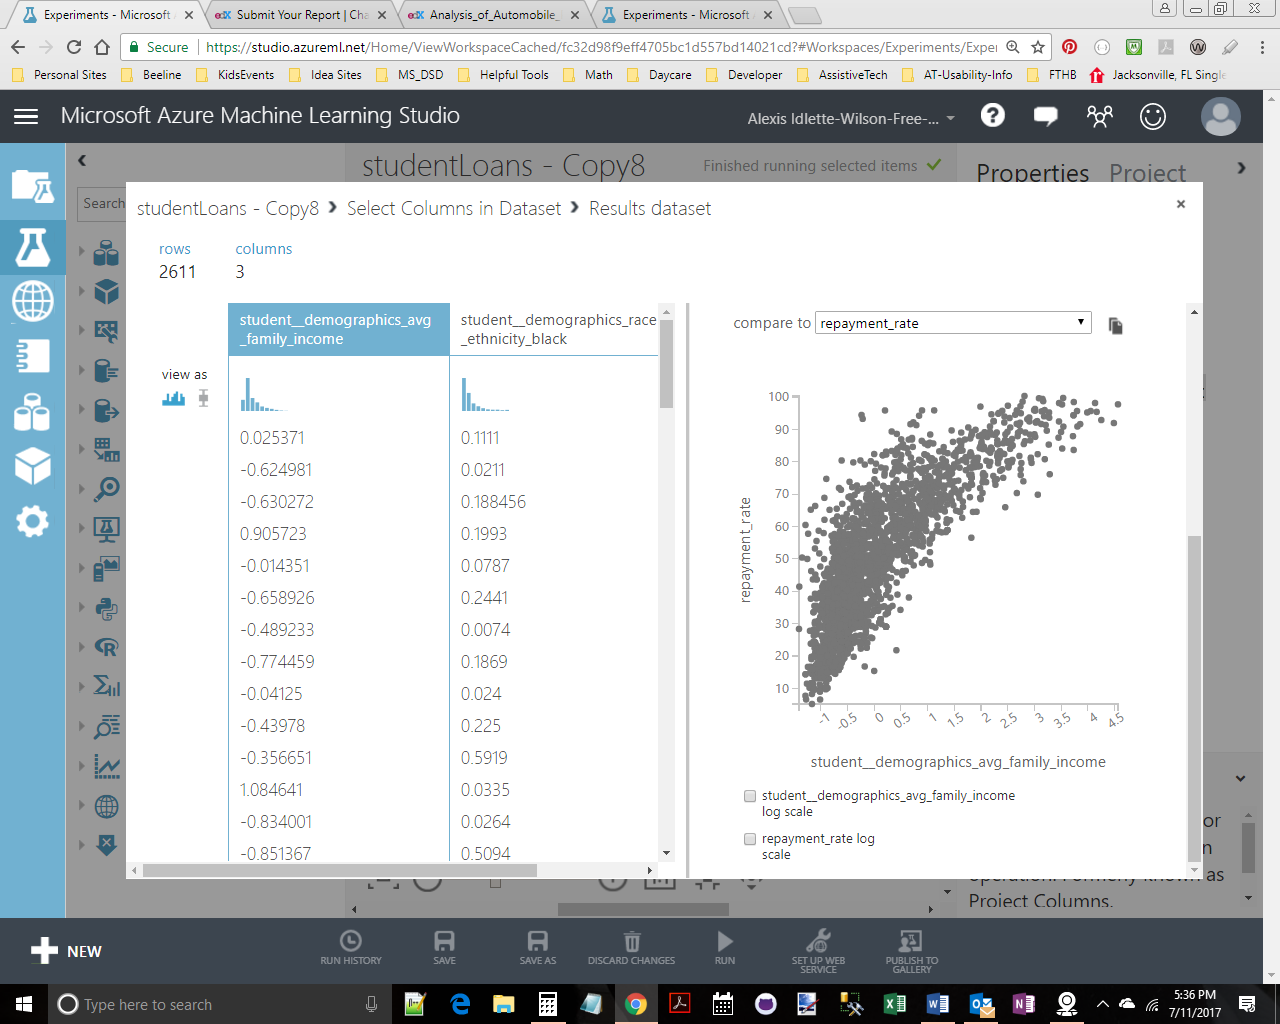 Experiments - Microsoft
Submit Your Report | Cha
Analysis_of_Automobile_
Experiments - Microsoft
Secure
https://studio.azureml.net/Home/ViewWorkspaceCached/fc32d98f9eff4705bc1d557bd14021cd?#Workspaces/Experiments/Exper
Personal Sites
Beeline
KidsEvents
Idea Sites
MS_DSD
Helpful Tools
Math
Daycare
Developer
AssistiveTech
AT-Usability-Info
FTHB
Jacksonville, FL Single
Microsoft Azure Machine Learning Studio
Alexis Idlette-Wilson-Free-...
studentLoans - Copy8
Finished running selected items
Properties Project
Search
studentLoans - Copy8 > Select Columns in Dataset > Results dataset
rows
columns
2611
3
student__demographics_avg
_family_income
student__demographics_race
_ethnicity_black
view as
0.025371
0.1111
-0.624981
0.0211
-0.630272
0.188456
0.905723
0.1993
-0.014351
0.0787
-0.658926
0.2441
-0.489233
0.0074
-0.774459
0.1869
-0.04125
0.024
-0.43978
0.225
-0.356651
0.5919
1.084641
0.0335
-0.834001
0.0264
-0.851367
0.5094
compare to
repayment_rate
100
90
80
70
60
50
40
30
20
10
repayment_rate
-1
-0.5
0
0.5
1
1.5
2
2.5
3
3.5
4
4.5
student__demographics_avg_family_income
student__demographics_avg_family_income
log scale
repayment_rate log
scale
or
n
as
Project Columns.
NEW
RUN HISTORY
SAVE
SAVE AS
DISCARD CHANGES
RUN
SET UP WEB
SERVICE
PUBLISH TO
GALLERY
Type here to search
5:36 PM
7/11/2017